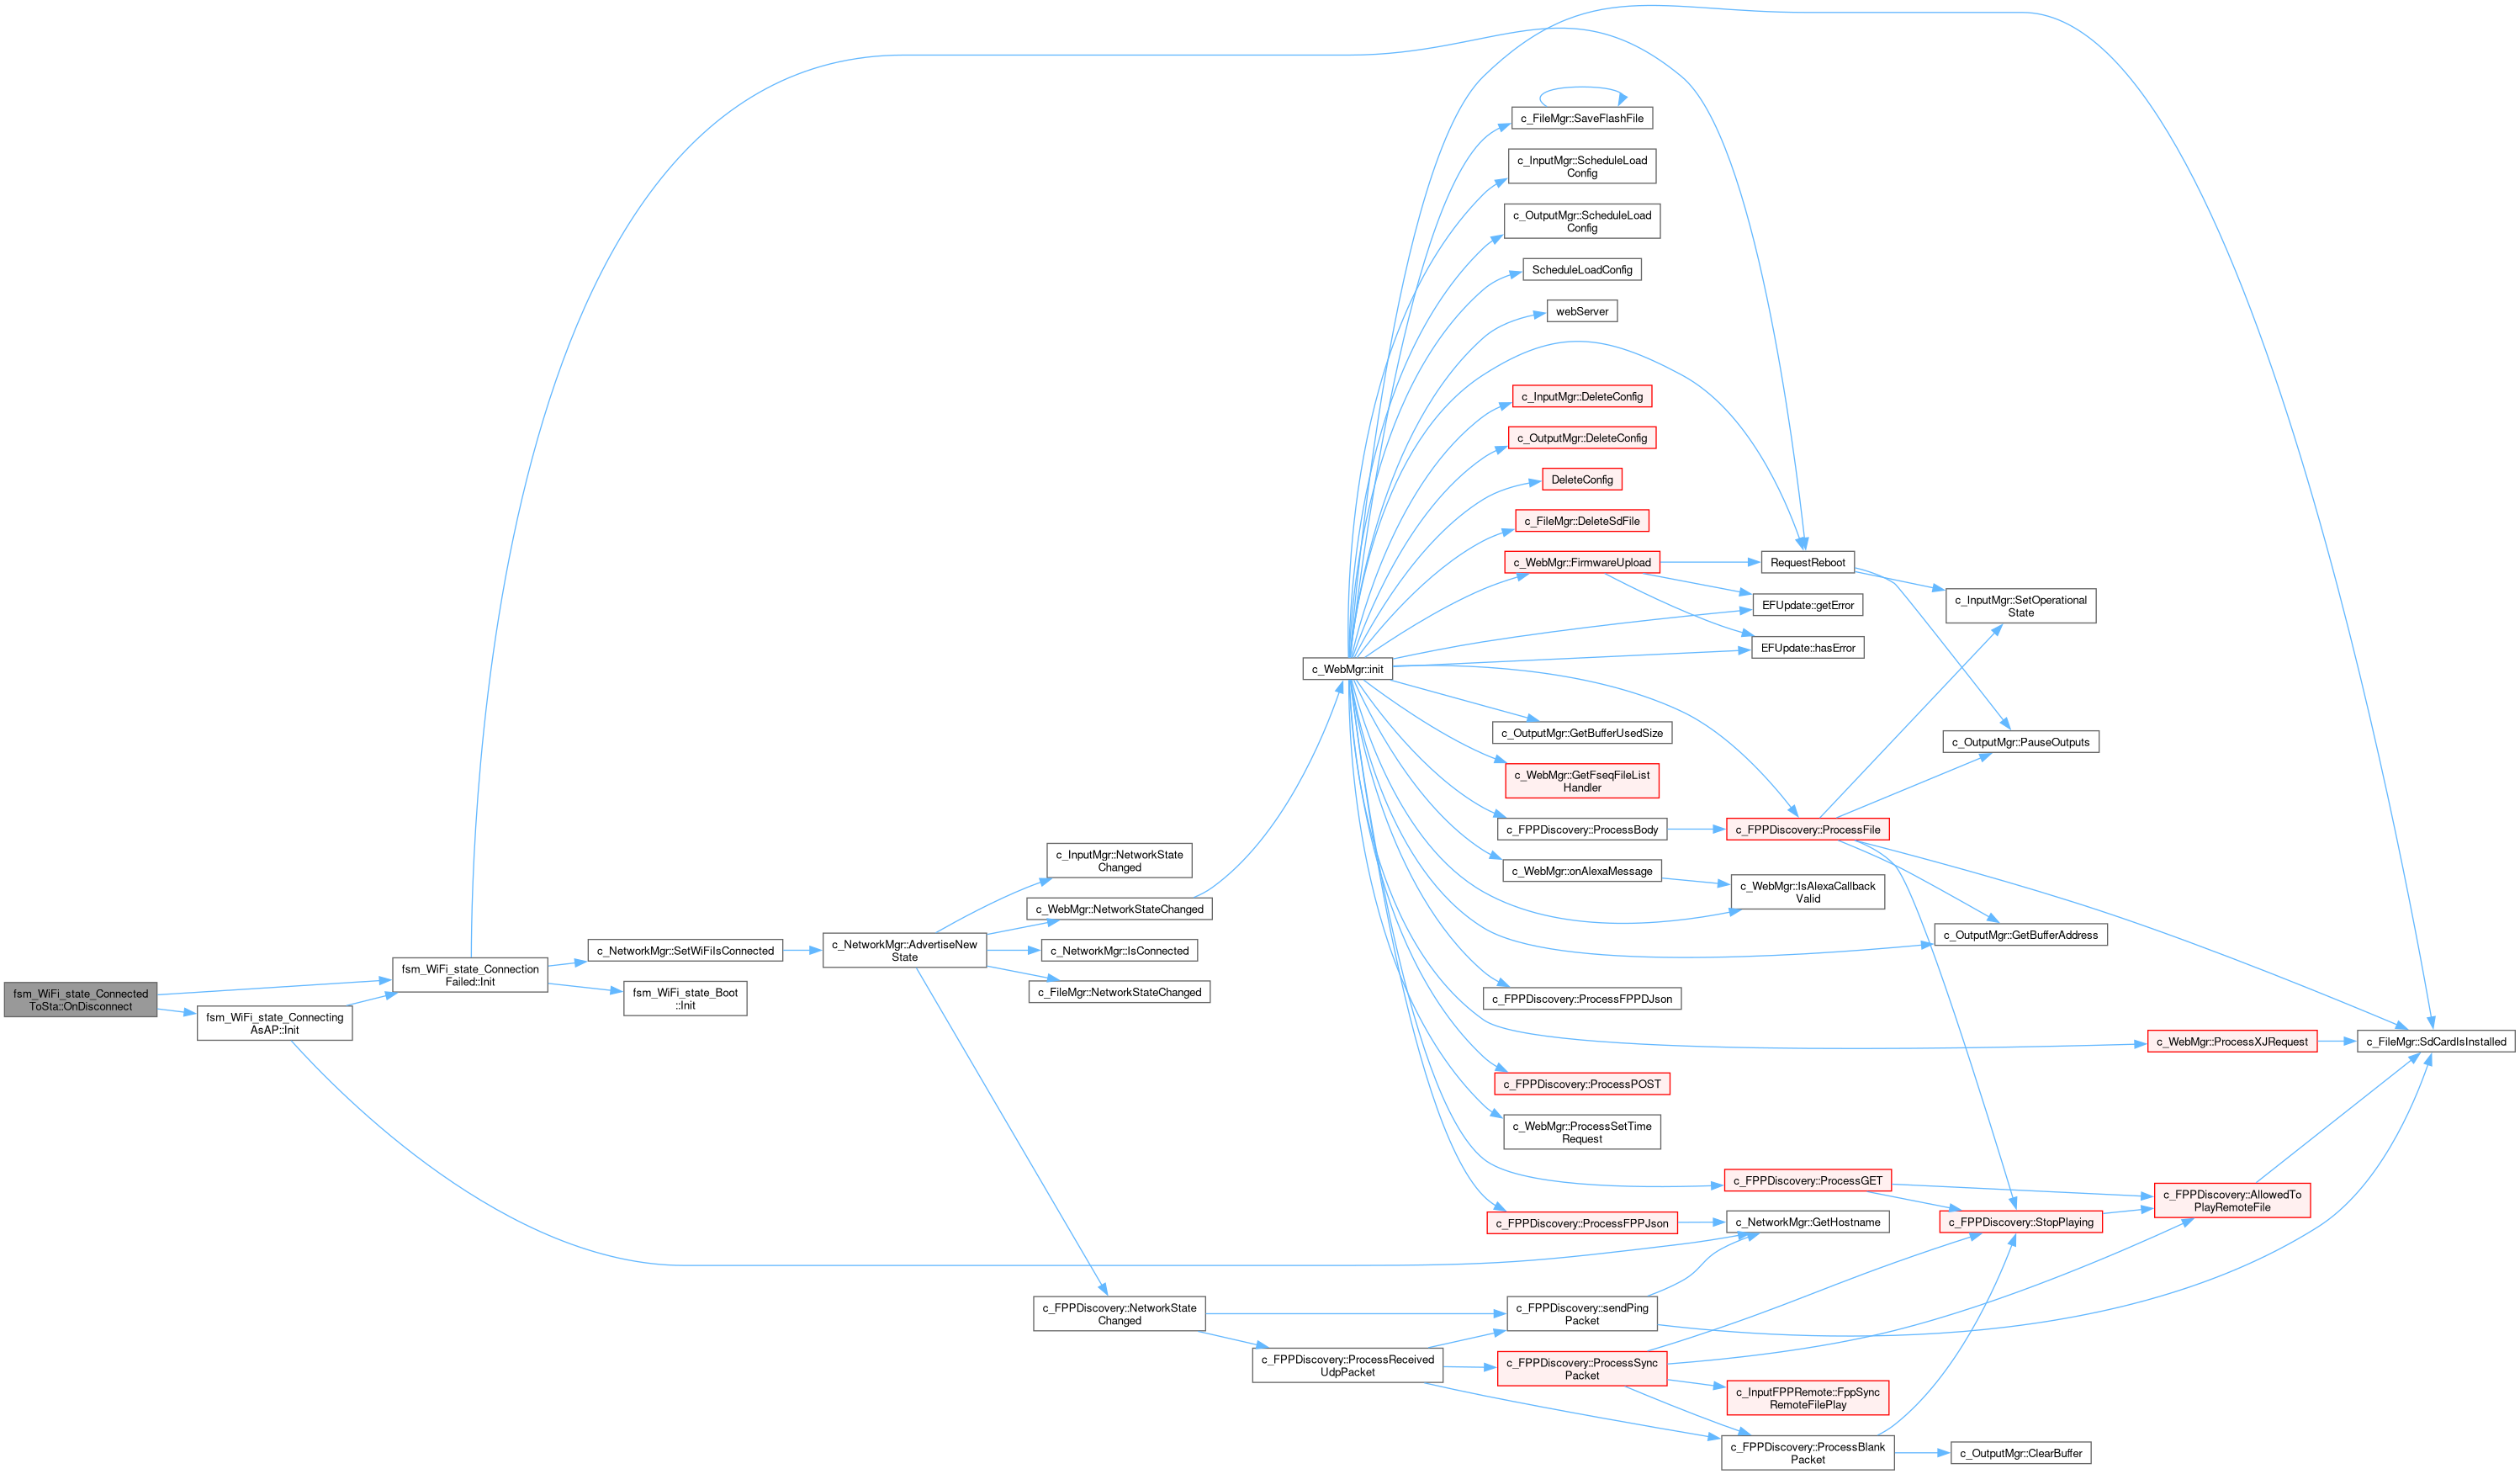 fsm_WiFi_state_Connected
ToSta::OnDisconnect
fsm_WiFi_state_Connection
Failed::Init
fsm_WiFi_state_Connecting
AsAP::Init
c_NetworkMgr::SetWiFiIsConnected
fsm_WiFi_state_Boot
::Init
c_NetworkMgr::AdvertiseNew
State
c_InputMgr::NetworkState
Changed
c_WebMgr::NetworkStateChanged
c_NetworkMgr::IsConnected
c_FileMgr::NetworkStateChanged
c_FPPDiscovery::NetworkState
Changed
c_FPPDiscovery::ProcessReceived
UdpPacket
c_WebMgr::init
c_FileMgr::SaveFlashFile
c_InputMgr::ScheduleLoad
Config
c_OutputMgr::ScheduleLoad
Config
ScheduleLoadConfig
webServer
c_InputMgr::DeleteConfig
c_OutputMgr::DeleteConfig
DeleteConfig
c_FileMgr::DeleteSdFile
c_WebMgr::FirmwareUpload
c_OutputMgr::GetBufferUsedSize
c_WebMgr::GetFseqFileList
Handler
c_FPPDiscovery::ProcessBody
c_WebMgr::onAlexaMessage
c_FPPDiscovery::ProcessFPPDJson
c_FPPDiscovery::ProcessPOST
c_WebMgr::ProcessSetTime
Request
c_FPPDiscovery::ProcessFPPJson
c_FPPDiscovery::sendPing
Packet
c_FPPDiscovery::ProcessSync
Packet
RequestReboot
EFUpdate::getError
EFUpdate::hasError
c_FPPDiscovery::ProcessFile
c_WebMgr::IsAlexaCallback
Valid
c_FPPDiscovery::ProcessGET
c_NetworkMgr::GetHostname
c_InputFPPRemote::FppSync
RemoteFilePlay
c_FPPDiscovery::ProcessBlank
Packet
c_InputMgr::SetOperational
State
c_OutputMgr::PauseOutputs
c_OutputMgr::GetBufferAddress
c_FPPDiscovery::StopPlaying
c_OutputMgr::ClearBuffer
c_WebMgr::ProcessXJRequest
c_FPPDiscovery::AllowedTo
PlayRemoteFile
c_FileMgr::SdCardIsInstalled